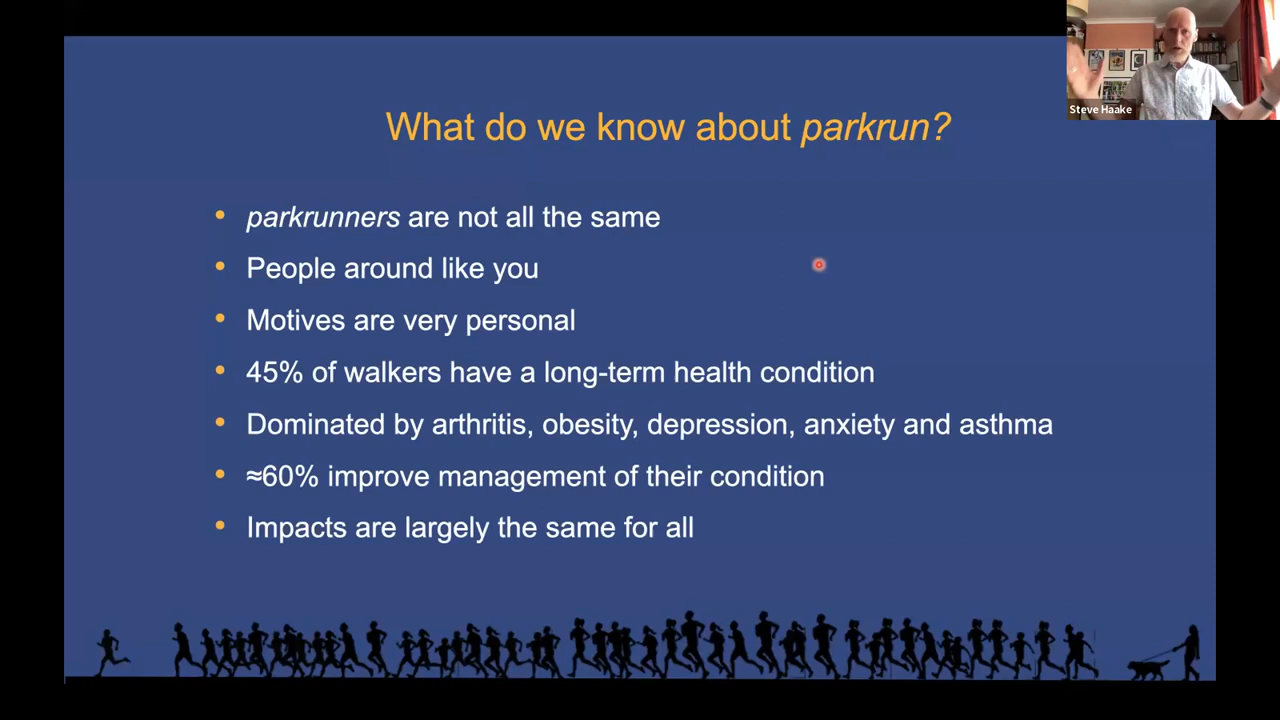 Steve Haake
What do we know about parkrun?
• parkrunners are not all the same
• People around like you
• Motives are very personal
• 45% of walkers have a long-term health condition
• Dominated by arthritis, obesity, depression, anxiety and asthma
• ≈60% improve management of their condition
• Impacts are largely the same for all